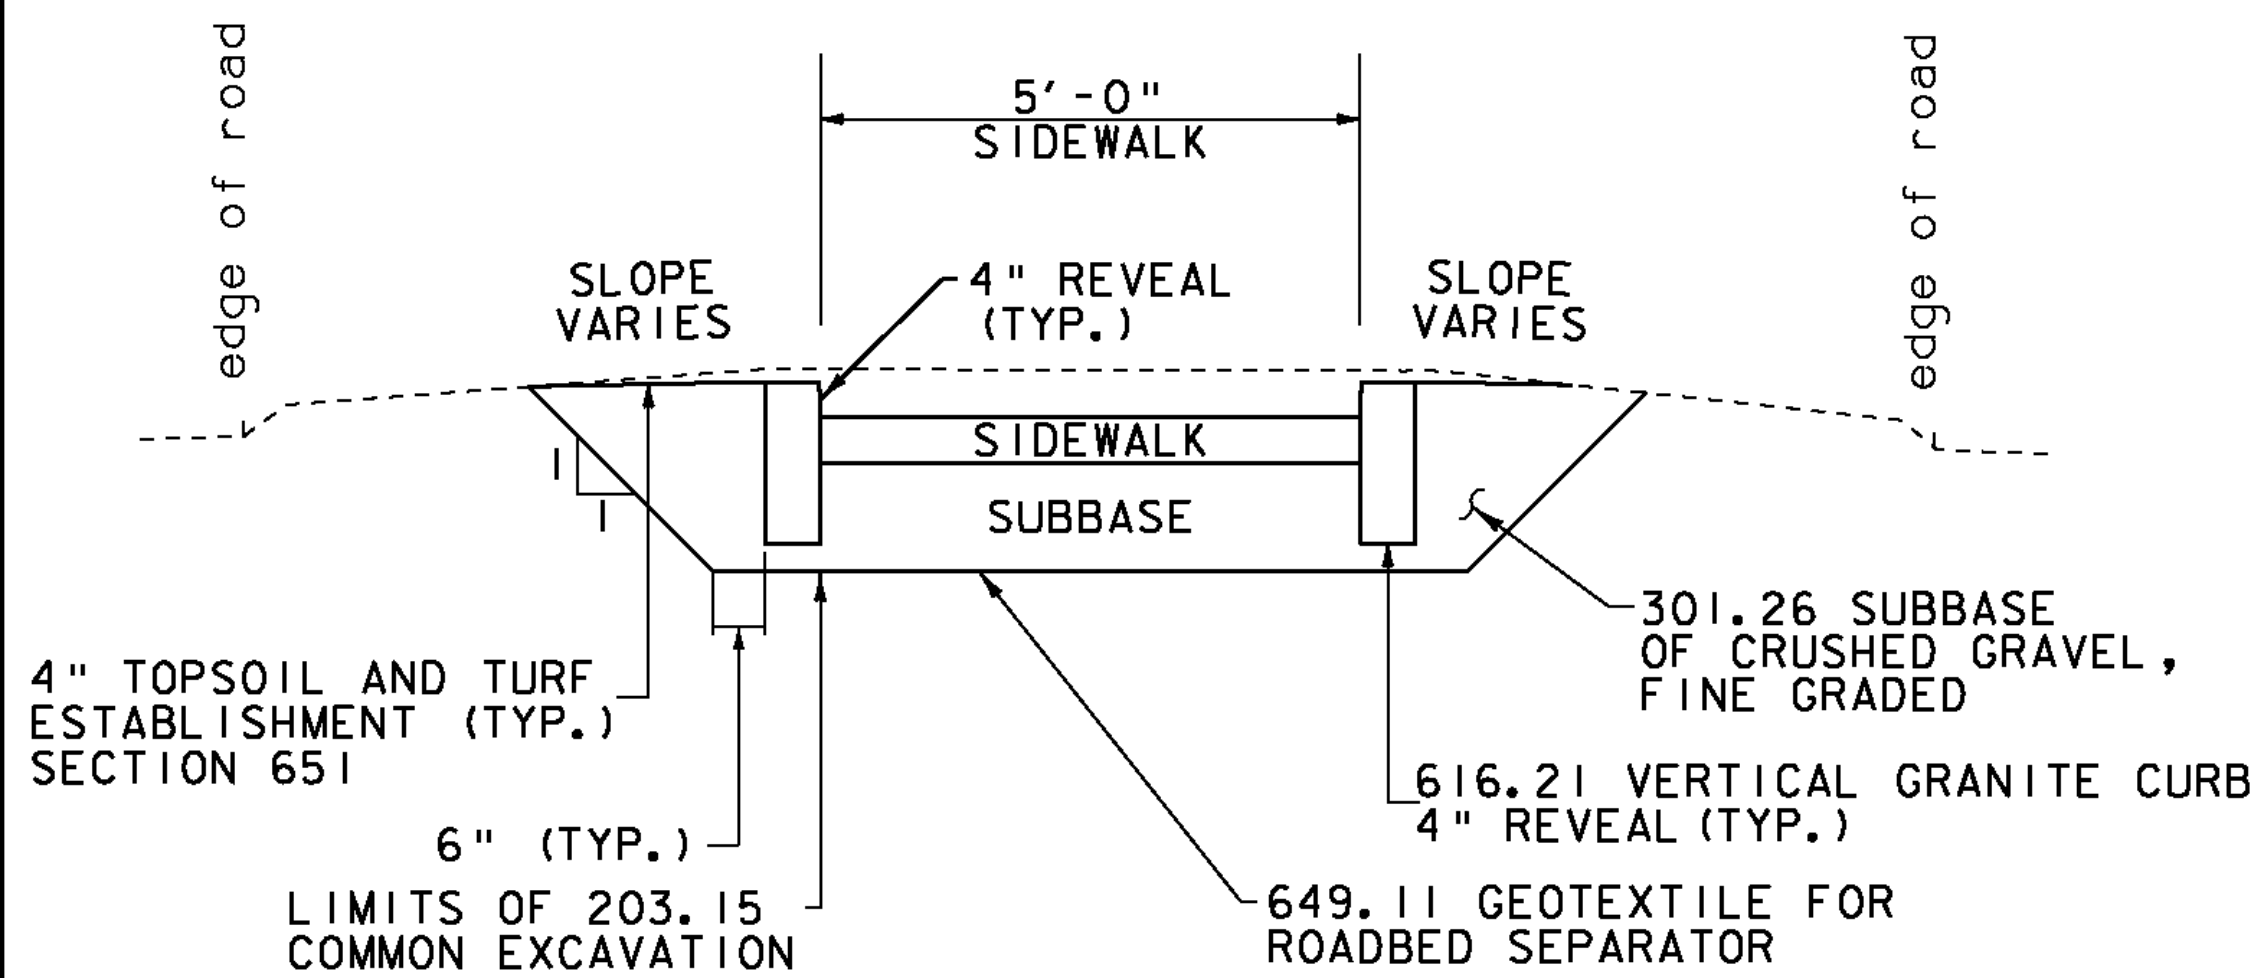 edge of road
5'-0"
SIDEWALK
edge of road
SLOPE
VARIES
4" REVEAL
(TYP.)
SLOPE
VARIES
SIDEWALK
1
1
SUBBASE
301.26 SUBBASE
OF CRUSHED GRAVEL,
FINE GRADED
4" TOPSOIL AND TURF
ESTABLISHMENT (TYP.)
SECTION 651
616.21 VERTICAL GRANITE CURB
4" REVEAL (TYP.)
6" (TYP.)
LIMITS OF 203.15
COMMON EXCAVATION
649.11 GEOTEXTILE FOR
ROADBED SEPARATOR